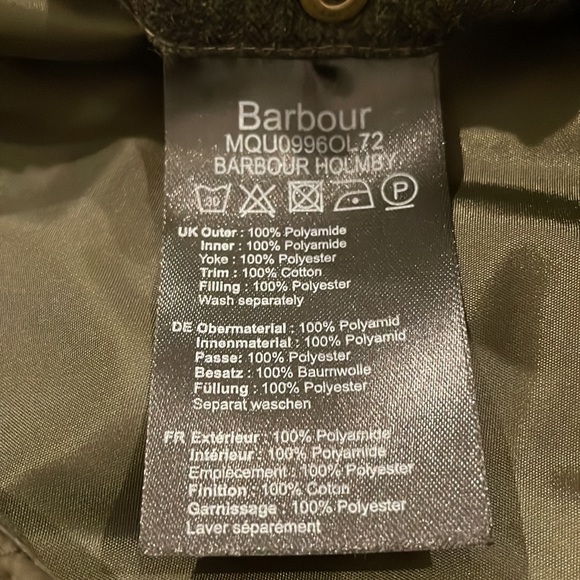 Barbour
MQU0996OL72
BARBOUR HOLMBY
30 P
UK Outer : 100% Polyamide
Inner : 100% Polyamide
Yoke : 100% Polyester
Trim : 100% Cotton
Filling : 100% Polyester
Wash separately
DE Obermaterial : 100% Polyamid
Innenmaterial : 100% Polyamid
Passe: 100% Polyester
Besatz : 100% Baumwolle
Füllung : 100% Polyester
Separat waschen
FR Extérieur : 100% Polyamide
Intérieur : 100% Polyamide
Emplècement : 100% Polyester
Finition : 100% Coton
Garnissage : 100% Polyester
Laver séparément